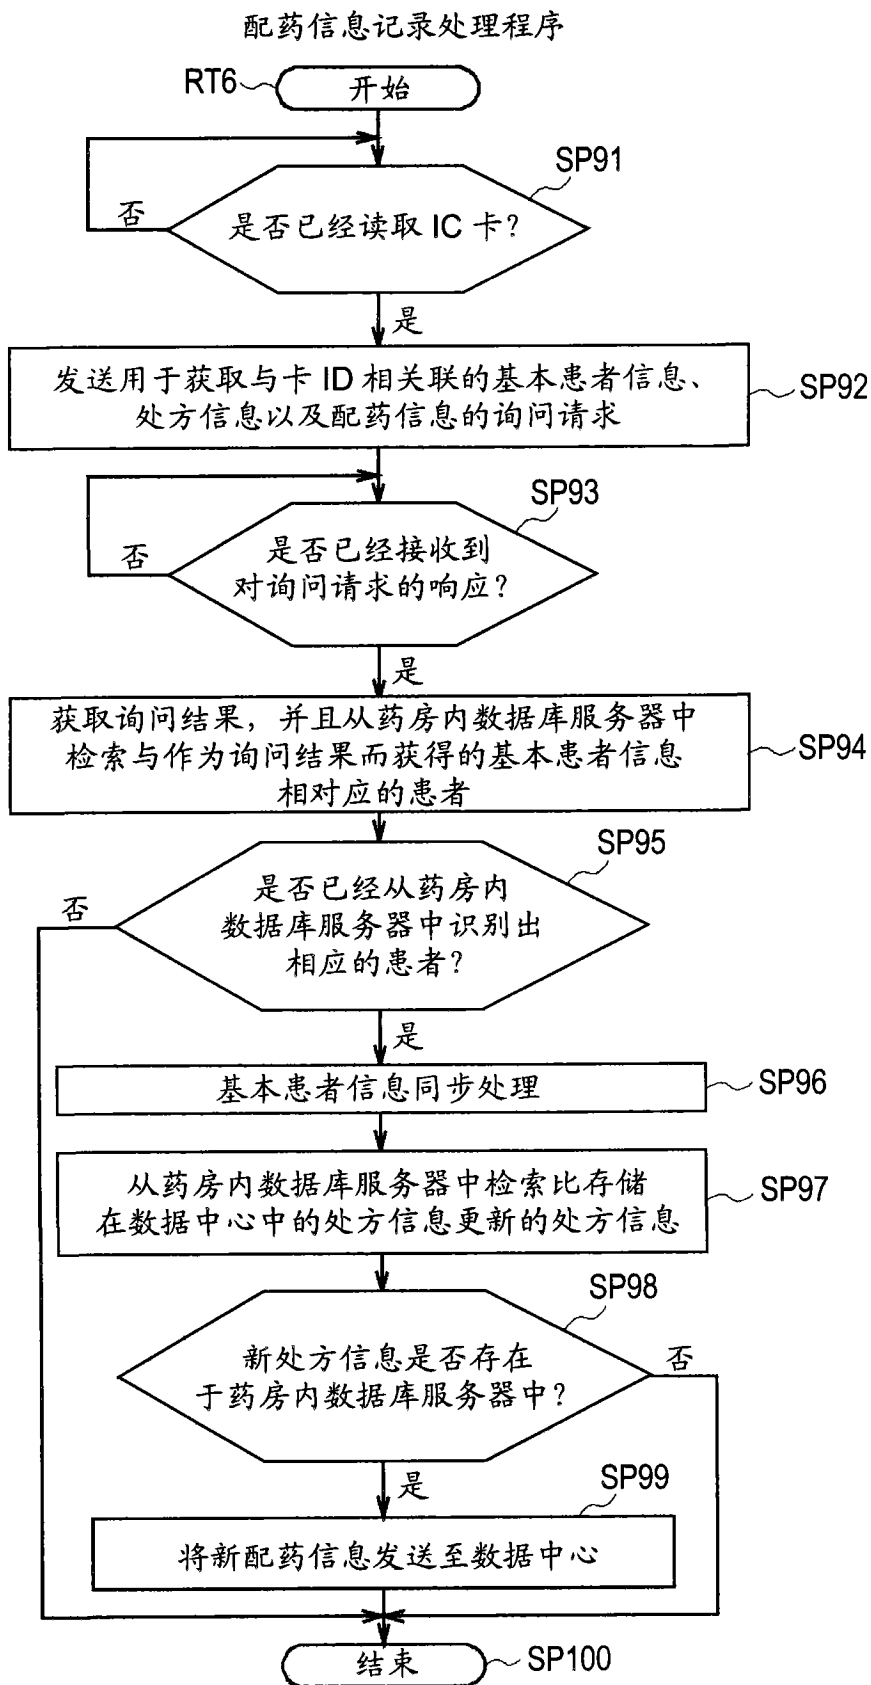 配药信息记录处理程序
RT6
开始
SP91
否
是否已经读取 IC 卡？
是
发送用于获取与卡 ID 相关联的基本患者信息、
处方信息以及配药信息的询问请求
SP92
SP93
否
是否已经接收到
对询问请求的响应？
是
获取询问结果，并且从药房内数据库服务器中
检索与作为询问结果而获得的基本患者信息
相对应的患者
SP94
SP95
否
是否已经从药房内
数据库服务器中识别出
相应的患者？
是
基本患者信息同步处理
SP96
从药房内数据库服务器中检索比存储
在数据中心中的处方信息更新的处方信息
SP97
SP98
新处方信息是否存在
于药房内数据库服务器中？
否
是
SP99
将新配药信息发送至数据中心
结束
SP100